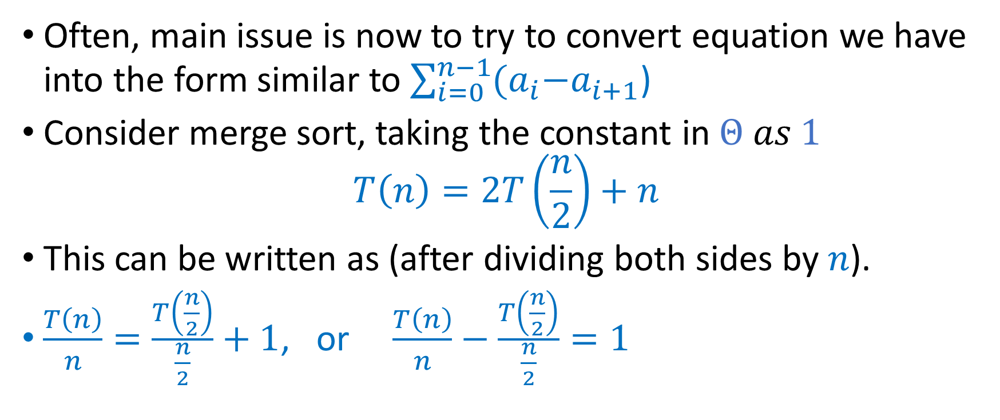 • Often, main issue is now to try to convert equation we have
into the form similar to $\sum_{i=0}^{n-1}(a_i - a_{i+1})$
• Consider merge sort, taking the constant in Θ as 1
$T(n) = 2T\left(\frac{n}{2}\right) + n$
• This can be written as (after dividing both sides by n).
• $\frac{T(n)}{n} = \frac{T\left(\frac{n}{2}\right)}{\frac{n}{2}} + 1$, or $\frac{T(n)}{n} - \frac{T\left(\frac{n}{2}\right)}{\frac{n}{2}} = 1$